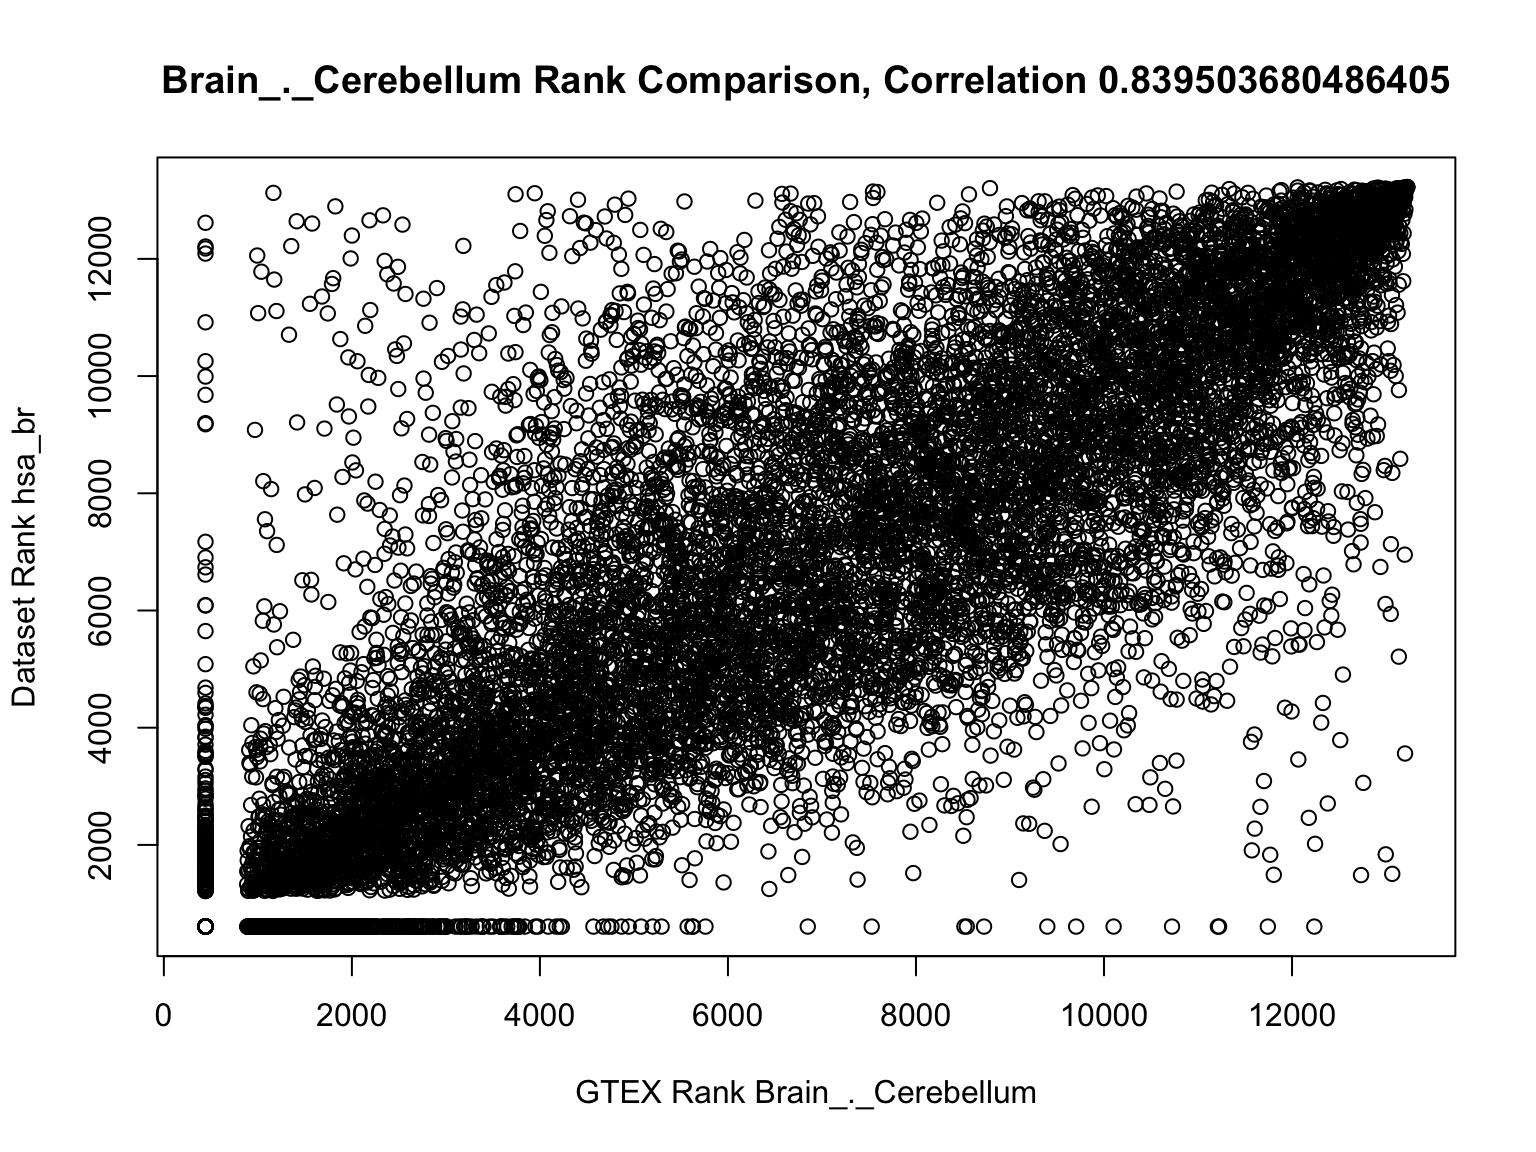 Brain_._Cerebellum Rank Comparison, Correlation 0.839503680486405
Dataset Rank hsa_br
12000
10000
8000
6000
4000
2000
0 2000 4000 6000 8000 10000 12000
GTEX Rank Brain_._Cerebellum